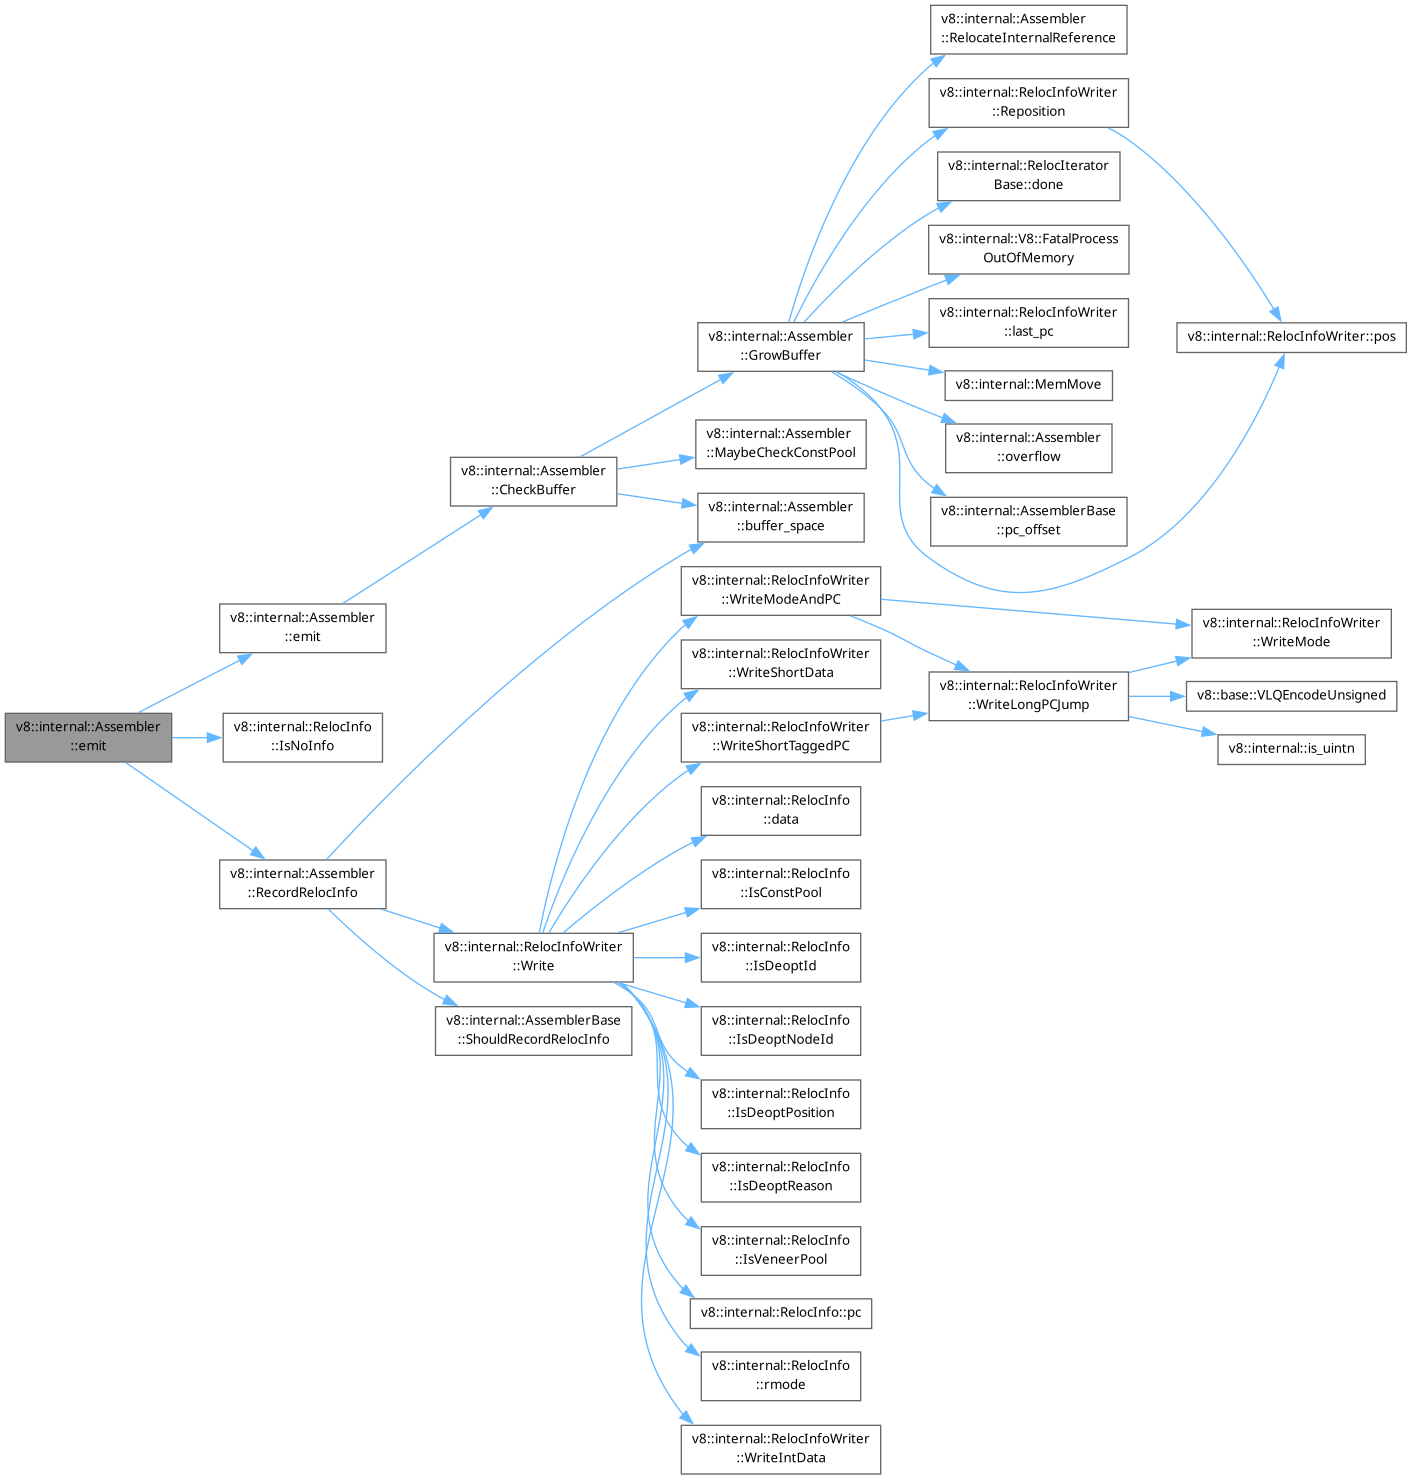 v8::internal::Assembler
::emit
v8::internal::Assembler
::emit
v8::internal::RelocInfo
::IsNoInfo
v8::internal::Assembler
::RecordRelocInfo
v8::internal::Assembler
::CheckBuffer
v8::internal::RelocInfoWriter
::Write
v8::internal::AssemblerBase
::ShouldRecordRelocInfo
v8::internal::Assembler
::GrowBuffer
v8::internal::Assembler
::MaybeCheckConstPool
v8::internal::Assembler
::buffer_space
v8::internal::RelocInfoWriter
::WriteModeAndPC
v8::internal::RelocInfoWriter
::WriteShortData
v8::internal::RelocInfoWriter
::WriteShortTaggedPC
v8::internal::RelocInfo
::data
v8::internal::RelocInfo
::IsConstPool
v8::internal::RelocInfo
::IsDeoptId
v8::internal::RelocInfo
::IsDeoptNodeId
v8::internal::RelocInfo
::IsDeoptPosition
v8::internal::RelocInfo
::IsDeoptReason
v8::internal::RelocInfo
::IsVeneerPool
v8::internal::RelocInfo::pc
v8::internal::RelocInfo
::rmode
v8::internal::RelocInfoWriter
::WriteIntData
v8::internal::Assembler
::RelocateInternalReference
v8::internal::RelocInfoWriter
::Reposition
v8::internal::RelocIterator
Base::done
v8::internal::V8::FatalProcess
OutOfMemory
v8::internal::RelocInfoWriter
::last_pc
v8::internal::MemMove
v8::internal::Assembler
::overflow
v8::internal::AssemblerBase
::pc_offset
v8::internal::RelocInfoWriter
::WriteLongPCJump
v8::internal::RelocInfoWriter::pos
v8::internal::RelocInfoWriter
::WriteMode
v8::base::VLQEncodeUnsigned
v8::internal::is_uintn